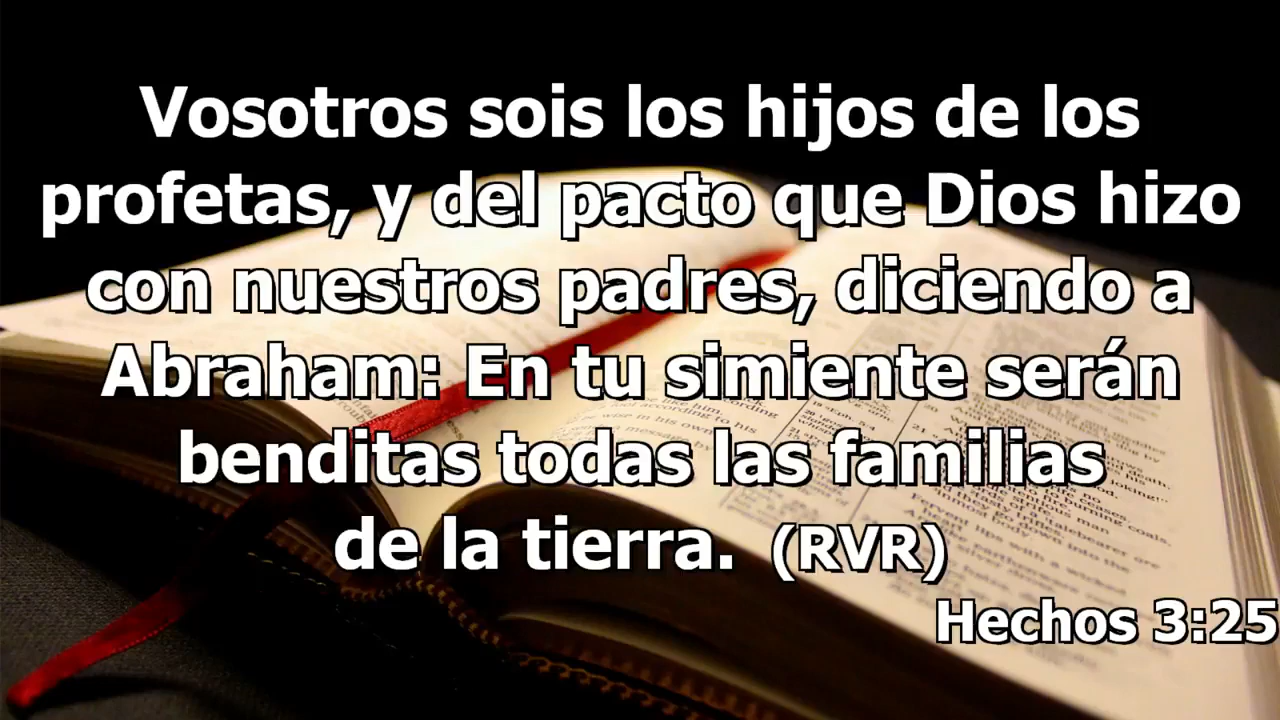 Vosotros sois los hijos de los
profetas, y del pacto que Dios hizo
con nuestros padres, diciendo a
Abraham: En tu simiente serán
benditas todas las familias
de la tierra. (RVR)
Hechos 3:25